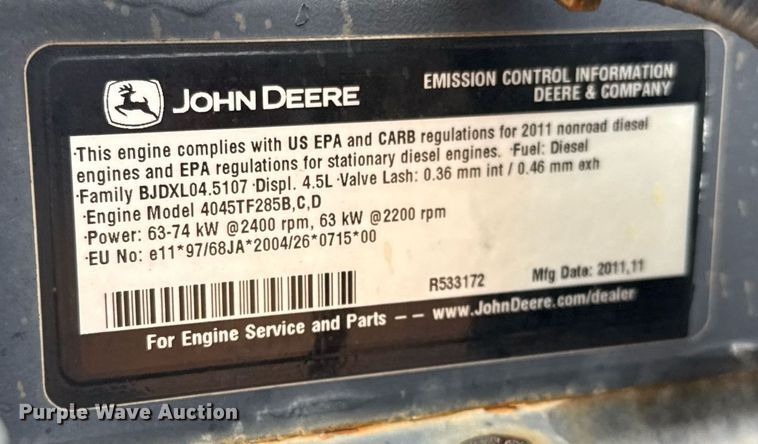 JOHN DEERE
EMISSION CONTROL INFORMATION
DEERE & COMPANY
·This engine complies with US EPA and CARB regulations for 2011 nonroad diesel
engines and EPA regulations for stationary diesel engines. ·Fuel: Diesel
·Family BJDXL04.5107 ·Displ. 4.5L ·Valve Lash: 0.36 mm int / 0.46 mm exh
·Engine Model 4045TF285B,C,D
·Power: 63-74 kW @2400 rpm, 63 kW @2200 rpm
·EU No: e11*97/68JA*2004/26*0715*00
R533172 Mfg Date: 2011,11
For Engine Service and Parts –– www.JohnDeere.com/dealer
Purple Wave Auction